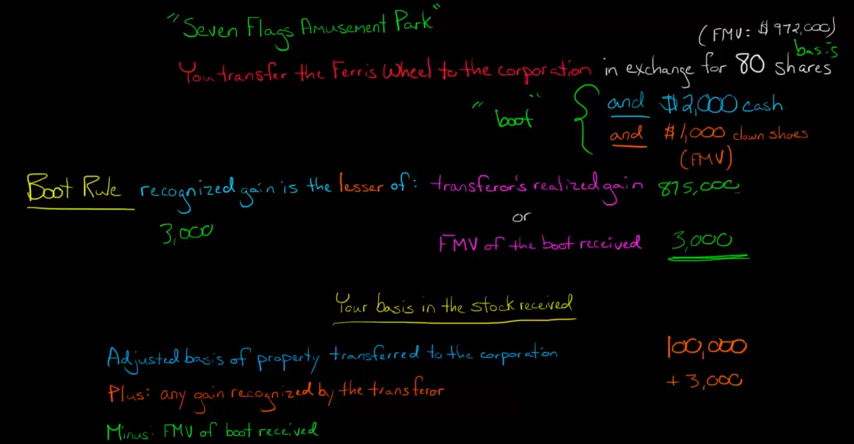 "Seven Flags Amusement Park"
(FMV: $972,000)
basis
You transfer the Ferris Wheel to the corporation in exchange for 80 shares
"boot" { and $2,000 cash
and $1,000 clown shoes
(FMV)
Boot Rule recognized gain is the lesser of: transferor's realized gain 875,000
3,000
or
FMV of the boot received 3,000
Your basis in the stock received
Adjusted basis of property transferred to the corporation 100,000
Plus: any gain recognized by the transferor + 3,000
Minus: FMV of boot received